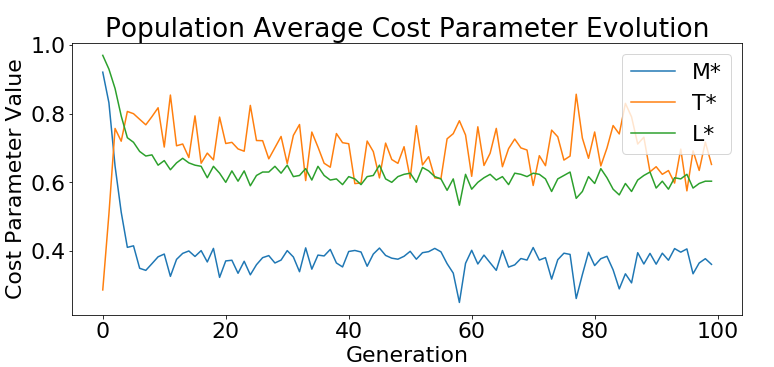 Population Average Cost Parameter Evolution
Cost Parameter Value
1.0
0.8
0.6
0.4
M*
T*
L*
0
20
40
60
80
100
Generation